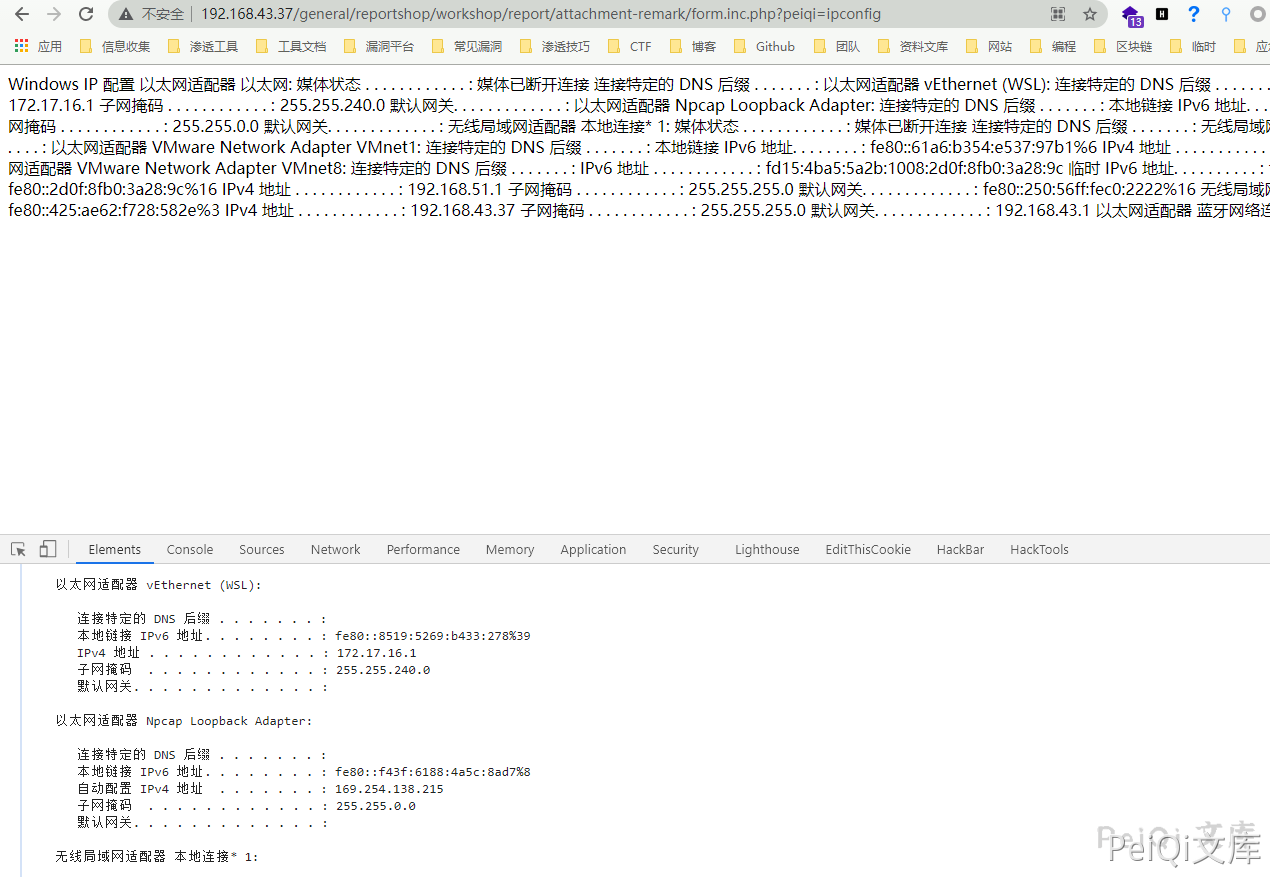 不安全 192.168.43.37/general/reportshop/workshop/report/attachment-remark/form.inc.php?peiqi=ipconfig 13 H ?
应用 信息收集 渗透工具 工具文档 漏洞平台 常见漏洞 渗透技巧 CTF 博客 Github 团队 资料文库 网站 编程 区块链 临时
Windows IP 配置 以太网适配器 以太网: 媒体状态 . . . . . . . . . . . . : 媒体已断开连接 连接特定的 DNS 后缀 . . . . . . . : 以太网适配器 vEthernet (WSL): 连接特定的 DNS 后缀 . . . . . . .
172.17.16.1 子网掩码 . . . . . . . . . . . . : 255.255.240.0 默认网关. . . . . . . . . . . . . : 以太网适配器 Npcap Loopback Adapter: 连接特定的 DNS 后缀 . . . . . . . : 本地链接 IPv6 地址. . .
网掩码 . . . . . . . . . . . . : 255.255.0.0 默认网关. . . . . . . . . . . . . : 无线局域网适配器 本地连接* 1: 媒体状态 . . . . . . . . . . . . : 媒体已断开连接 连接特定的 DNS 后缀 . . . . . . . : 无线局域网
. . . . : 以太网适配器 VMware Network Adapter VMnet1: 连接特定的 DNS 后缀 . . . . . . . : 本地链接 IPv6 地址. . . . . . . . : fe80::61a6:b354:e537:97b1%6 IPv4 地址 . . . . . . . . . . . .
网适配器 VMware Network Adapter VMnet8: 连接特定的 DNS 后缀 . . . . . . . : IPv6 地址 . . . . . . . . . . . . : fd15:4ba5:5a2b:1008:2d0f:8fb0:3a28:9c 临时 IPv6 地址. . . . . . . . . . :
fe80::2d0f:8fb0:3a28:9c%16 IPv4 地址 . . . . . . . . . . . . : 192.168.51.1 子网掩码 . . . . . . . . . . . . : 255.255.255.0 默认网关. . . . . . . . . . . . . : fe80::250:56ff:fec0:2222%16 无线局域网
fe80::425:ae62:f728:582e%3 IPv4 地址 . . . . . . . . . . . . : 192.168.43.37 子网掩码 . . . . . . . . . . . . : 255.255.255.0 默认网关. . . . . . . . . . . . . : 192.168.43.1 以太网适配器 蓝牙网络连
Elements Console Sources Network Performance Memory Application Security Lighthouse EditThisCookie HackBar HackTools
以太网适配器 vEthernet (WSL):
连接特定的 DNS 后缀 . . . . . . . :
本地链接 IPv6 地址. . . . . . . . : fe80::8519:5269:b433:278%39
IPv4 地址 . . . . . . . . . . . . : 172.17.16.1
子网掩码 . . . . . . . . . . . . : 255.255.240.0
默认网关. . . . . . . . . . . . . :
以太网适配器 Npcap Loopback Adapter:
连接特定的 DNS 后缀 . . . . . . . :
本地链接 IPv6 地址. . . . . . . . : fe80::f43f:6188:4a5c:8ad7%8
自动配置 IPv4 地址 . . . . . . . : 169.254.138.215
子网掩码 . . . . . . . . . . . . : 255.255.0.0
默认网关. . . . . . . . . . . . . :
无线局域网适配器 本地连接* 1:
PeiQi 文库
PeiQi文库